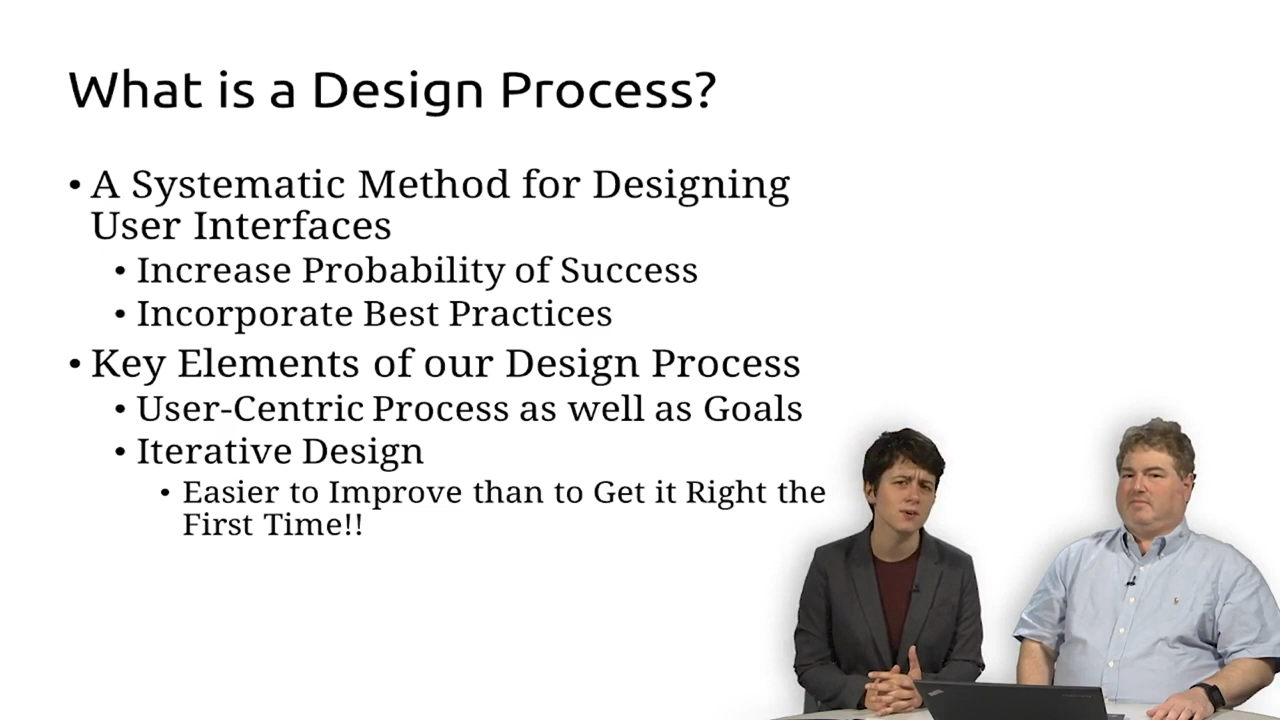 What is a Design Process?
• A Systematic Method for Designing
User Interfaces
• Increase Probability of Success
• Incorporate Best Practices
• Key Elements of our Design Process
• User-Centric Process as well as Goals
• Iterative Design
• Easier to Improve than to Get it Right the
First Time!!